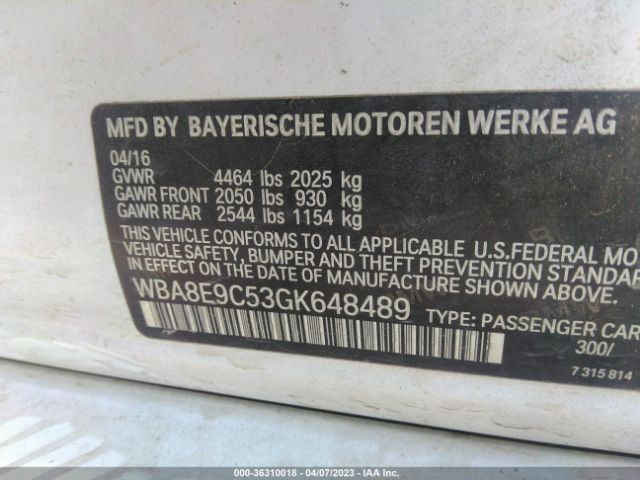 MFD BY BAYERISCHE MOTOREN WERKE AG
04/16
GVWR 4464 lbs 2025 kg
GAWR FRONT 2050 lbs 930 kg
GAWR REAR 2544 lbs 1154 kg
THIS VEHICLE CONFORMS TO ALL APPLICABLE U.S.FEDERAL MO
VEHICLE SAFETY, BUMPER AND THEFT PREVENTION STANDARDS
IN EFFECT ON THE DATE OF MANUFACTURE SHOWN ABOVE.
WBA8E9C53GK648489 TYPE: PASSENGER CAR
300/
7 315 814
000-36310018 - 04/07/2023 - IAA Inc.